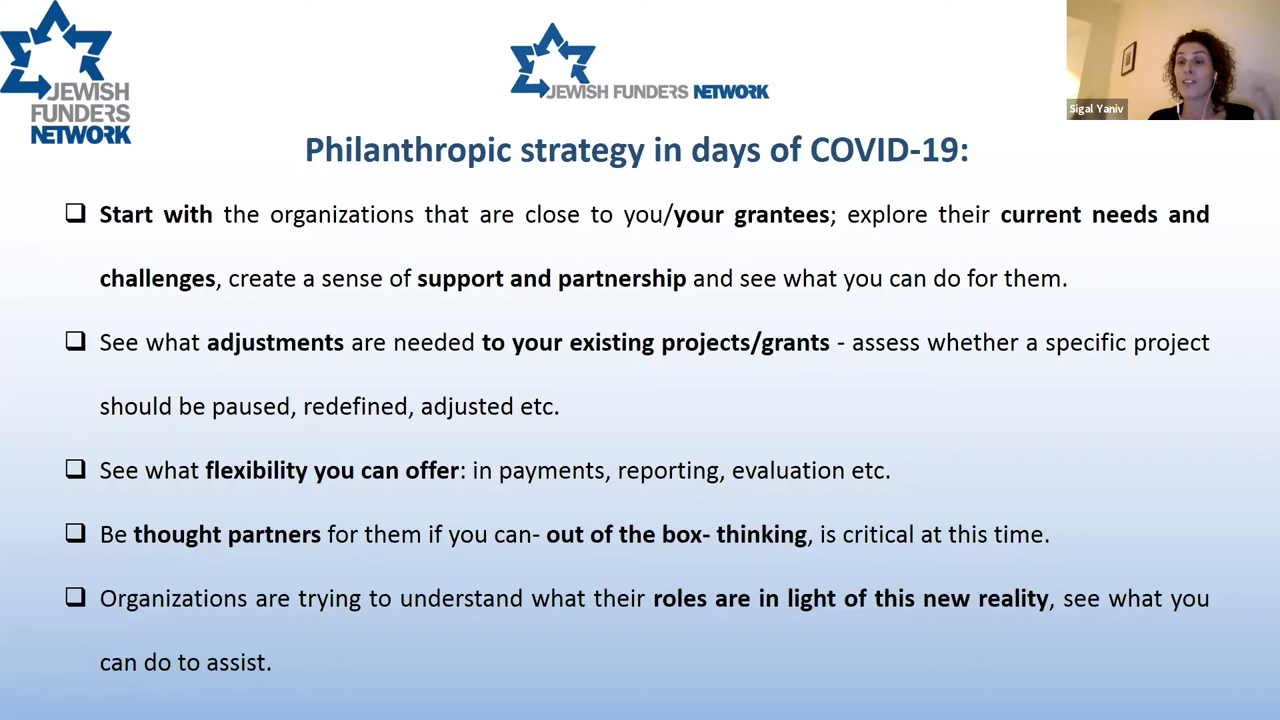 JEWISH
FUNDERS
NETWORK
JEWISH FUNDERS NETWORK
Sigal Yaniv
Philanthropic strategy in days of COVID-19:
❑ Start with the organizations that are close to you/your grantees; explore their current needs and
challenges, create a sense of support and partnership and see what you can do for them.
❑ See what adjustments are needed to your existing projects/grants - assess whether a specific project
should be paused, redefined, adjusted etc.
❑ See what flexibility you can offer: in payments, reporting, evaluation etc.
❑ Be thought partners for them if you can- out of the box- thinking, is critical at this time.
❑ Organizations are trying to understand what their roles are in light of this new reality, see what you
can do to assist.